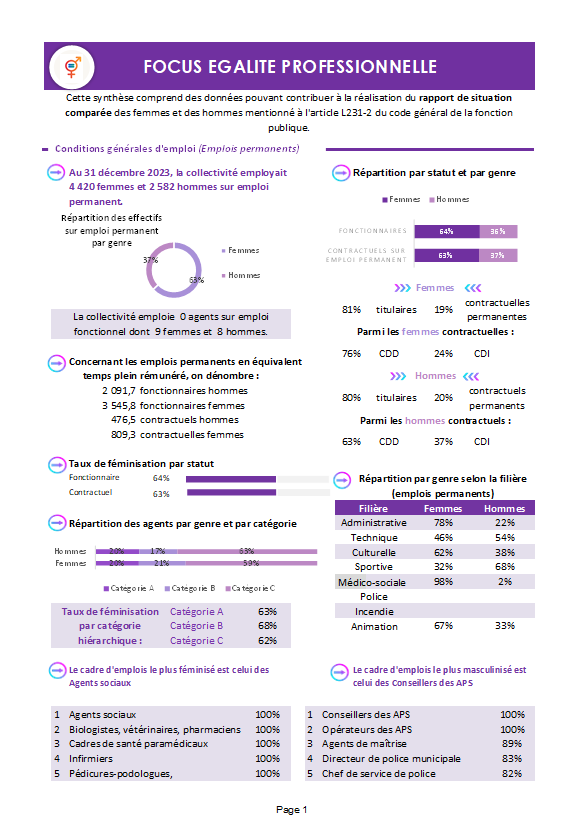 FOCUS EGALITE PROFESSIONNELLE
Cette synthèse comprend des données pouvant contribuer à la réalisation du rapport de situation
comparée des femmes et des hommes mentionné à l'article L231-2 du code général de la fonction
publique.
Conditions générales d'emploi (Emplois permanents)
Au 31 décembre 2023, la collectivité employait
4 420 femmes et 2 582 hommes sur emploi
permanent.
Répartition des effectifs
sur emploi permanent
par genre
37%
63%
Femmes
Hommes
La collectivité emploie 0 agents sur emploi
fonctionnel dont 9 femmes et 8 hommes.
Concernant les emplois permanents en équivalent
temps plein rémunéré, on dénombre :
2 091,7 fonctionnaires hommes
3 545,8 fonctionnaires femmes
476,5 contractuels hommes
809,3 contractuelles femmes
Taux de féminisation par statut
Fonctionnaire 64%
Contractuel 63%
Répartition des agents par genre et par catégorie
Hommes 20% 17% 63%
Femmes 20% 21% 59%
Catégorie A Catégorie B Catégorie C
Taux de féminisation
par catégorie
hiérarchique :
Catégorie A 63%
Catégorie B 68%
Catégorie C 62%
Le cadre d'emplois le plus féminisé est celui des
Agents sociaux
1 Agents sociaux 100%
2 Biologistes, vétérinaires, pharmaciens 100%
3 Cadres de santé paramédicaux 100%
4 Infirmiers 100%
5 Pédicures-podologues, 100%
Répartition par statut et par genre
Femmes Hommes
FONCTIONNAIRES 64% 36%
CONTRACTUELS SUR
EMPLOI PERMANENT 63% 37%
Femmes
81% titulaires 19% contractuelles
permanentes
Parmi les femmes contractuelles :
76% CDD 24% CDI
Hommes
80% titulaires 20% contractuels
permanents
Parmi les hommes contractuels :
63% CDD 37% CDI
Répartition par genre selon la filière
(emplois permanents)
Filière Femmes Hommes
Administrative 78% 22%
Technique 46% 54%
Culturelle 62% 38%
Sportive 32% 68%
Médico-sociale 98% 2%
Police
Incendie
Animation 67% 33%
Le cadre d'emplois le plus masculinisé est
celui des Conseillers des APS
1 Conseillers des APS 100%
2 Opérateurs des APS 100%
3 Agents de maîtrise 89%
4 Directeur de police municipale 83%
5 Chef de service de police 82%
Page 1